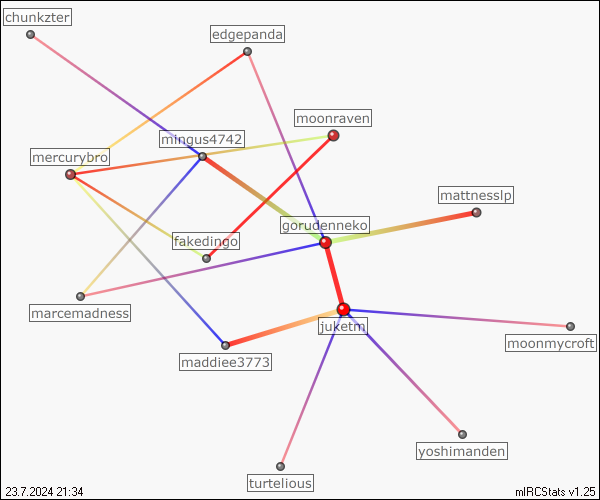 chunkzter
edgepanda
moonraven
mingus4742
mercurybro
mattnesslp
gorudenneko
fakedingo
marcemadness
juketm
moonmycroft
maddiee3773
yoshimanden
turtelious
23.7.2024 21:34
mIRCStats v1.25